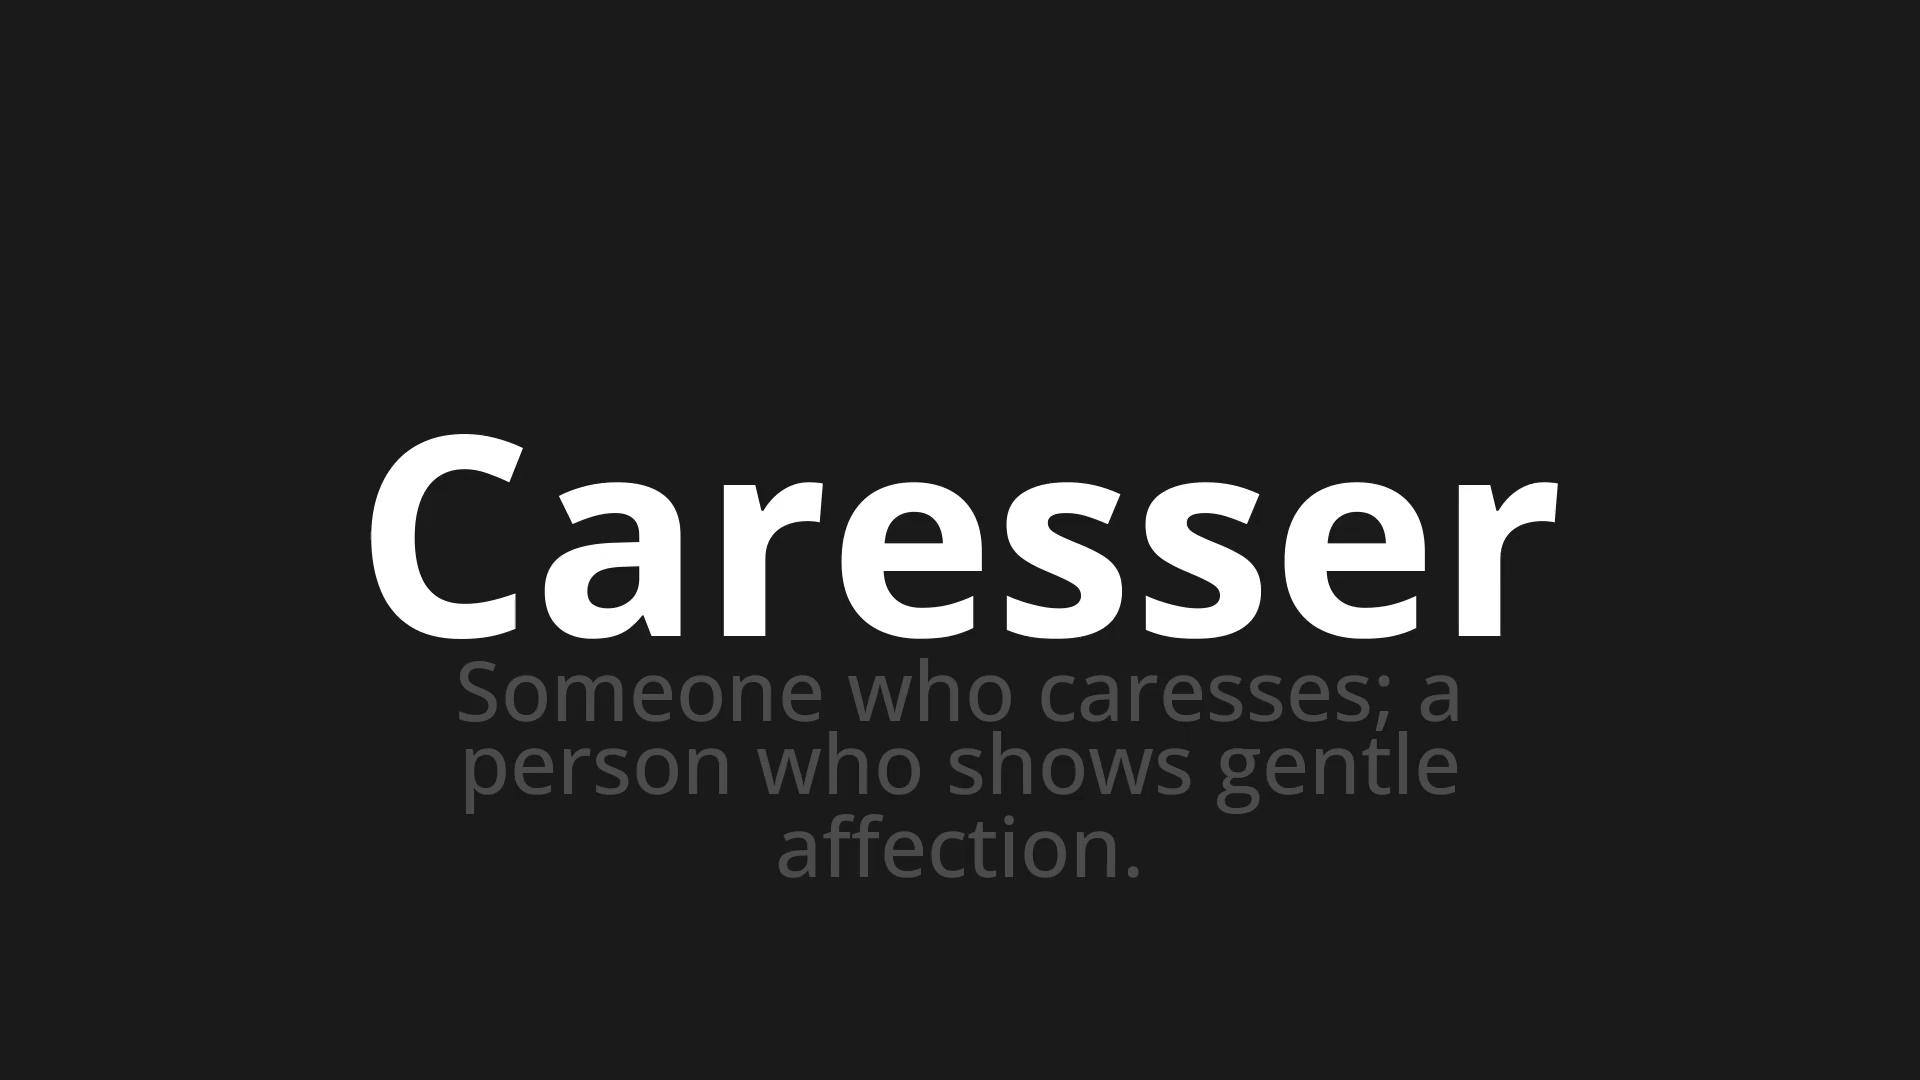 Caresser
Someone who caresses; a
person who shows gentle
affection.